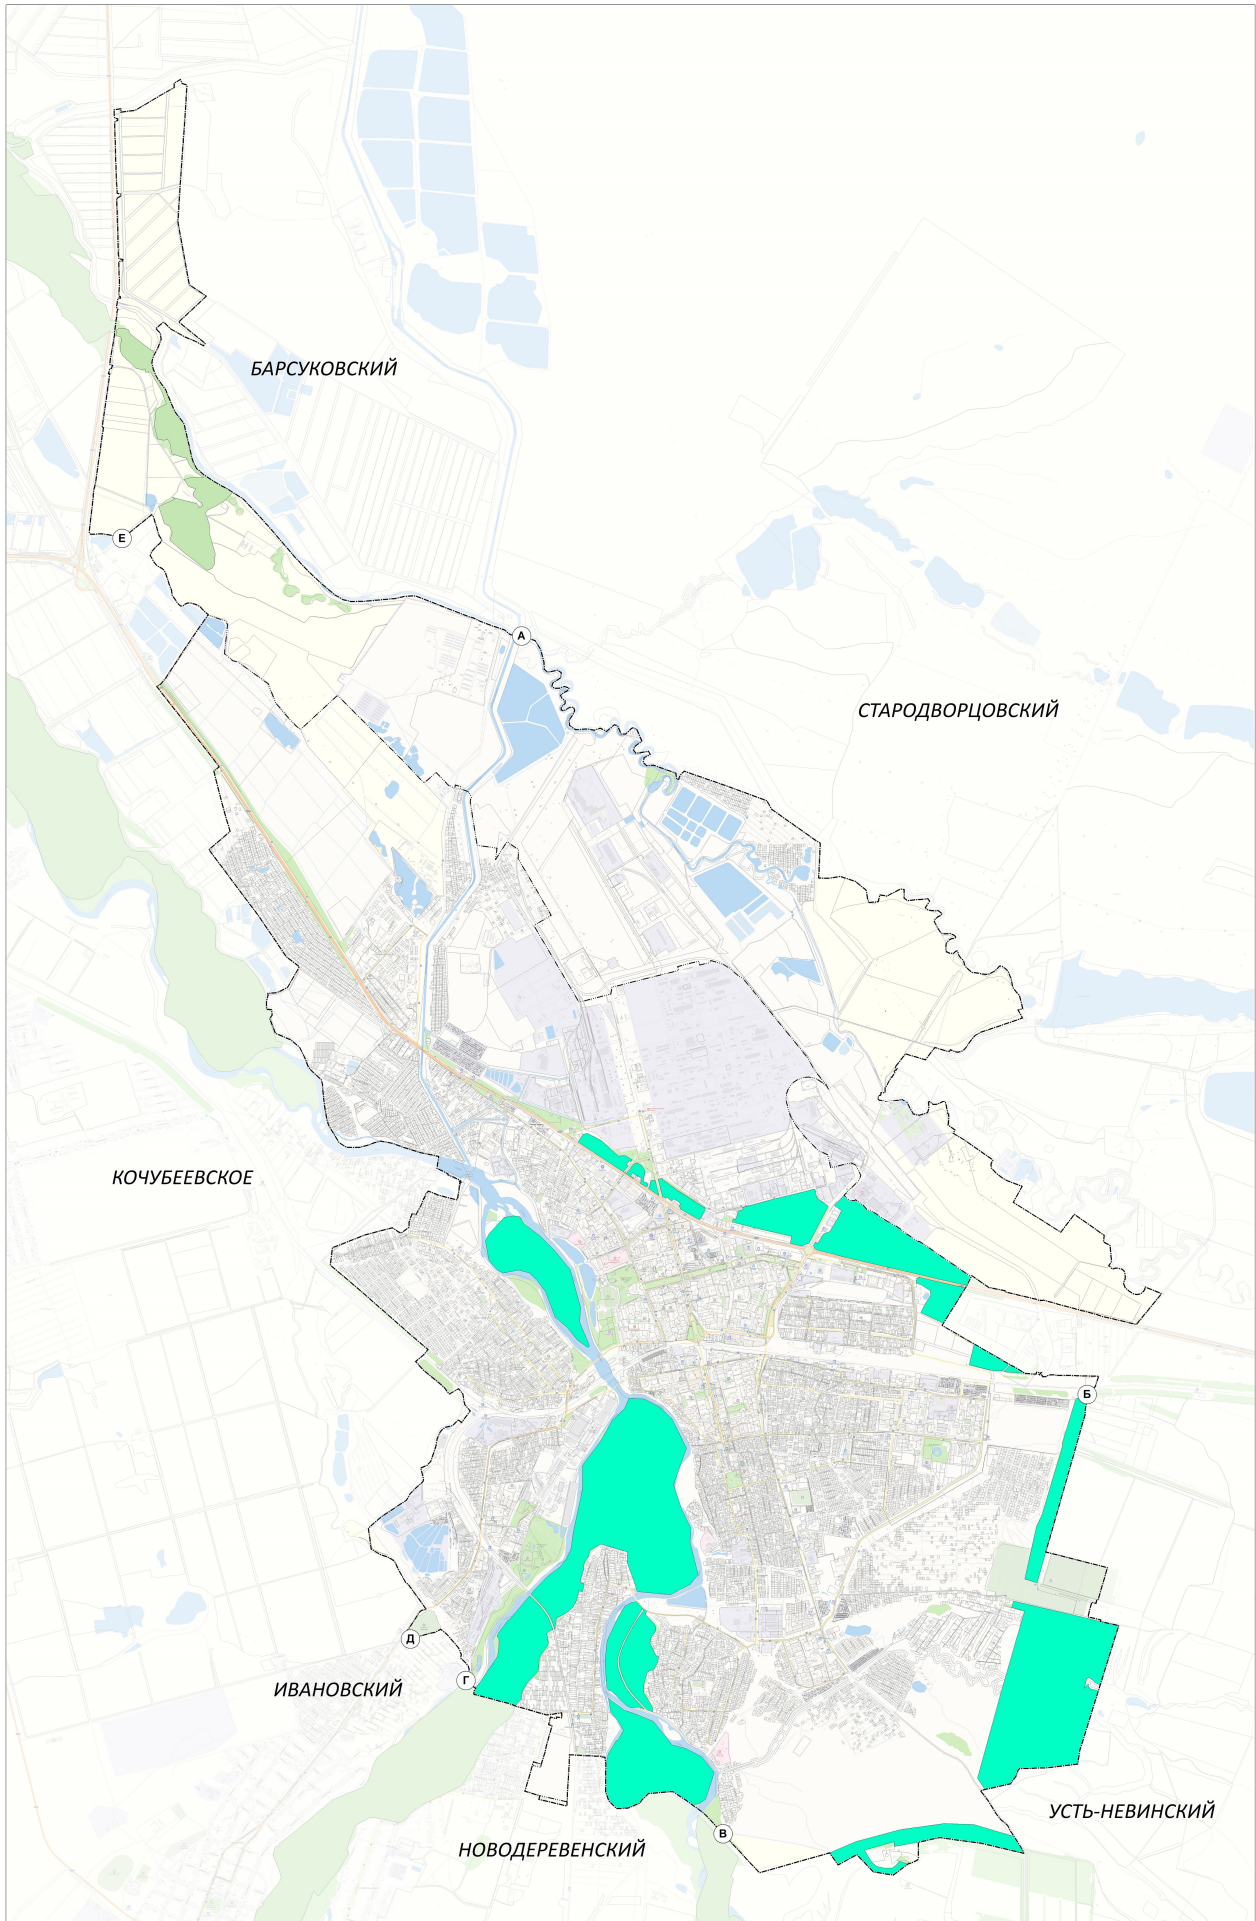 БАРСУКОВСКИЙ
Е
А
СТАРОДВОРЦОВСКИЙ
КОЧУБЕЕВСКОЕ
Б
Д
Г
ИВАНОВСКИЙ
УСТЬ-НЕВИНСКИЙ
В
НОВОДЕРЕВЕНСКИЙ